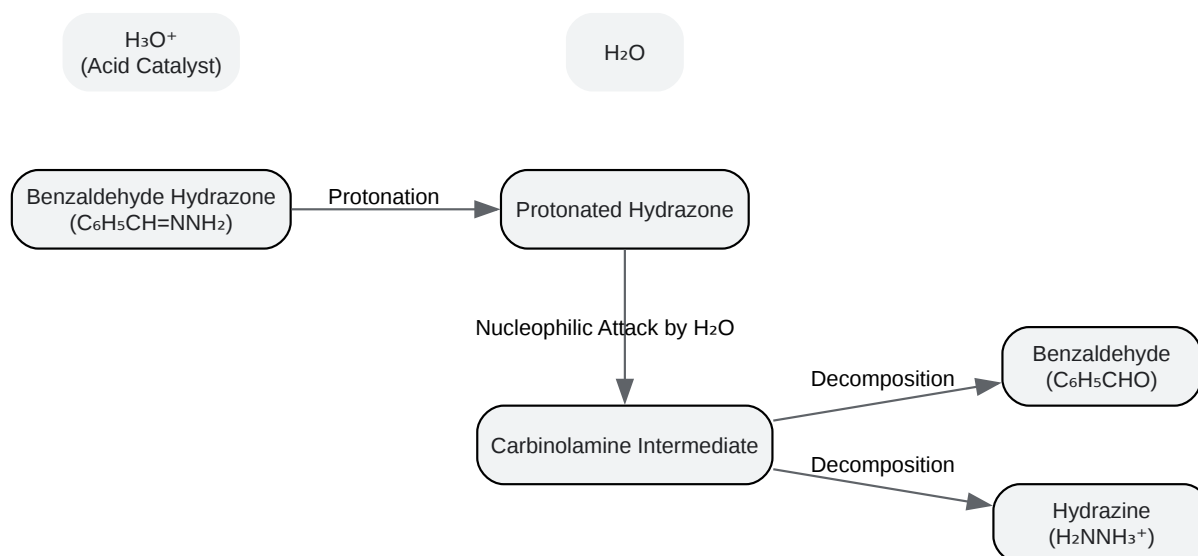 H₃O⁺
(Acid Catalyst)
H₂O
Benzaldehyde Hydrazone
(C₆H₅CH=NNH₂)
Protonation
Protonated Hydrazone
Nucleophilic Attack by H₂O
Carbinolamine Intermediate
Decomposition
Benzaldehyde
(C₆H₅CHO)
Decomposition
Hydrazine
(H₂NNH₃⁺)